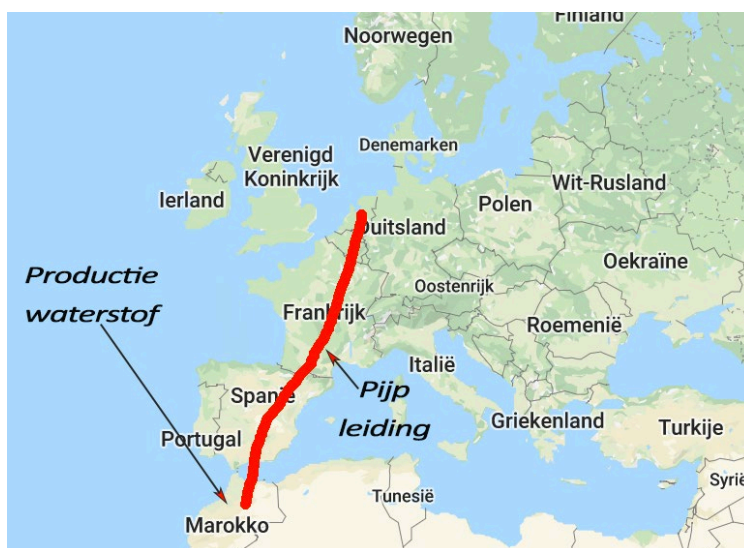 Finland
Noorwegen
Denemarken
Verenigd
Koninkrijk
Ierland
Wit-Rusland
Polen
Duitsland
Productie
waterstof
Oekraïne
Oostenrijk
Frankrijk
Roemenië
Italië
Pijp
leiding
Spanje
Griekenland
Turkije
Portugal
Syrië
Tunesië
Marokko